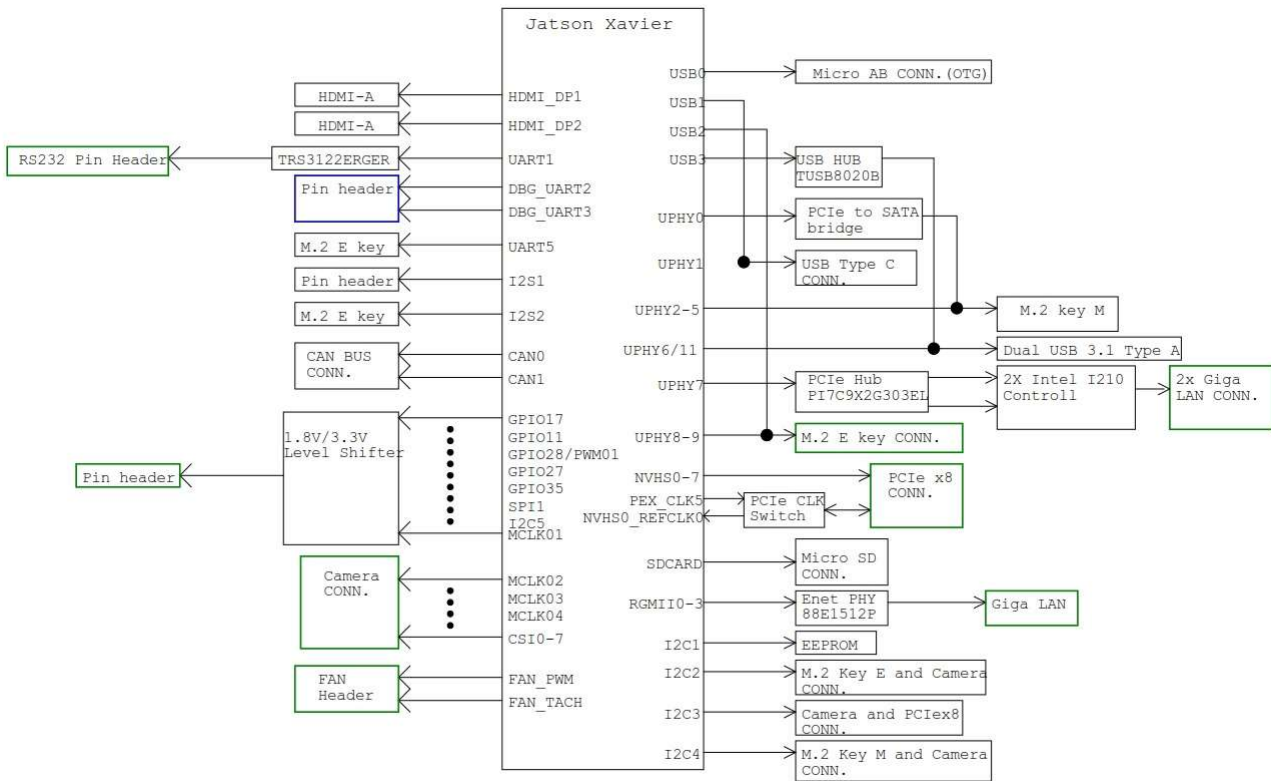 Jatson Xavier
HDMI-A
HDMI_DP1
HDMI-A
HDMI_DP2
RS232 Pin Header
TRS3122ERGER
UART1
Pin header
DBG_UART2
DBG_UART3
M.2 E key
UART5
Pin header
I2S1
M.2 E key
I2S2
CAN BUS
CONN.
CAN0
CAN1
Pin header
1.8V/3.3V
Level Shifter
GPIO17
GPIO11
GPIO28/PWM01
GPIO27
GPIO35
SPI1
I2C5
MCLK01
Camera
CONN.
MCLK02
MCLK03
MCLK04
CSI0-7
FAN
Header
FAN_PWM
FAN_TACH
USB0
Micro AB CONN.(OTG)
USB1
USB2
USB3
USB HUB
TUSB8020B
UPHY0
PCIe to SATA
bridge
UPHY1
USB Type C
CONN.
UPHY2-5
M.2 key M
UPHY6/11
Dual USB 3.1 Type A
UPHY7
PCIe Hub
PI7C9X2G303EL
2X Intel I210
Controll
2x Giga
LAN CONN.
UPHY8-9
M.2 E key CONN.
NVHS0-7
PCIe x8
CONN.
PEX_CLK5
NVHS0_REFCLK0
PCIe CLK
Switch
SDCARD
Micro SD
CONN.
RGMII0-3
Enet PHY
88E1512P
Giga LAN
I2C1
EEPROM
I2C2
M.2 Key E and Camera
CONN.
I2C3
Camera and PCIex8
CONN.
I2C4
M.2 Key M and Camera
CONN.